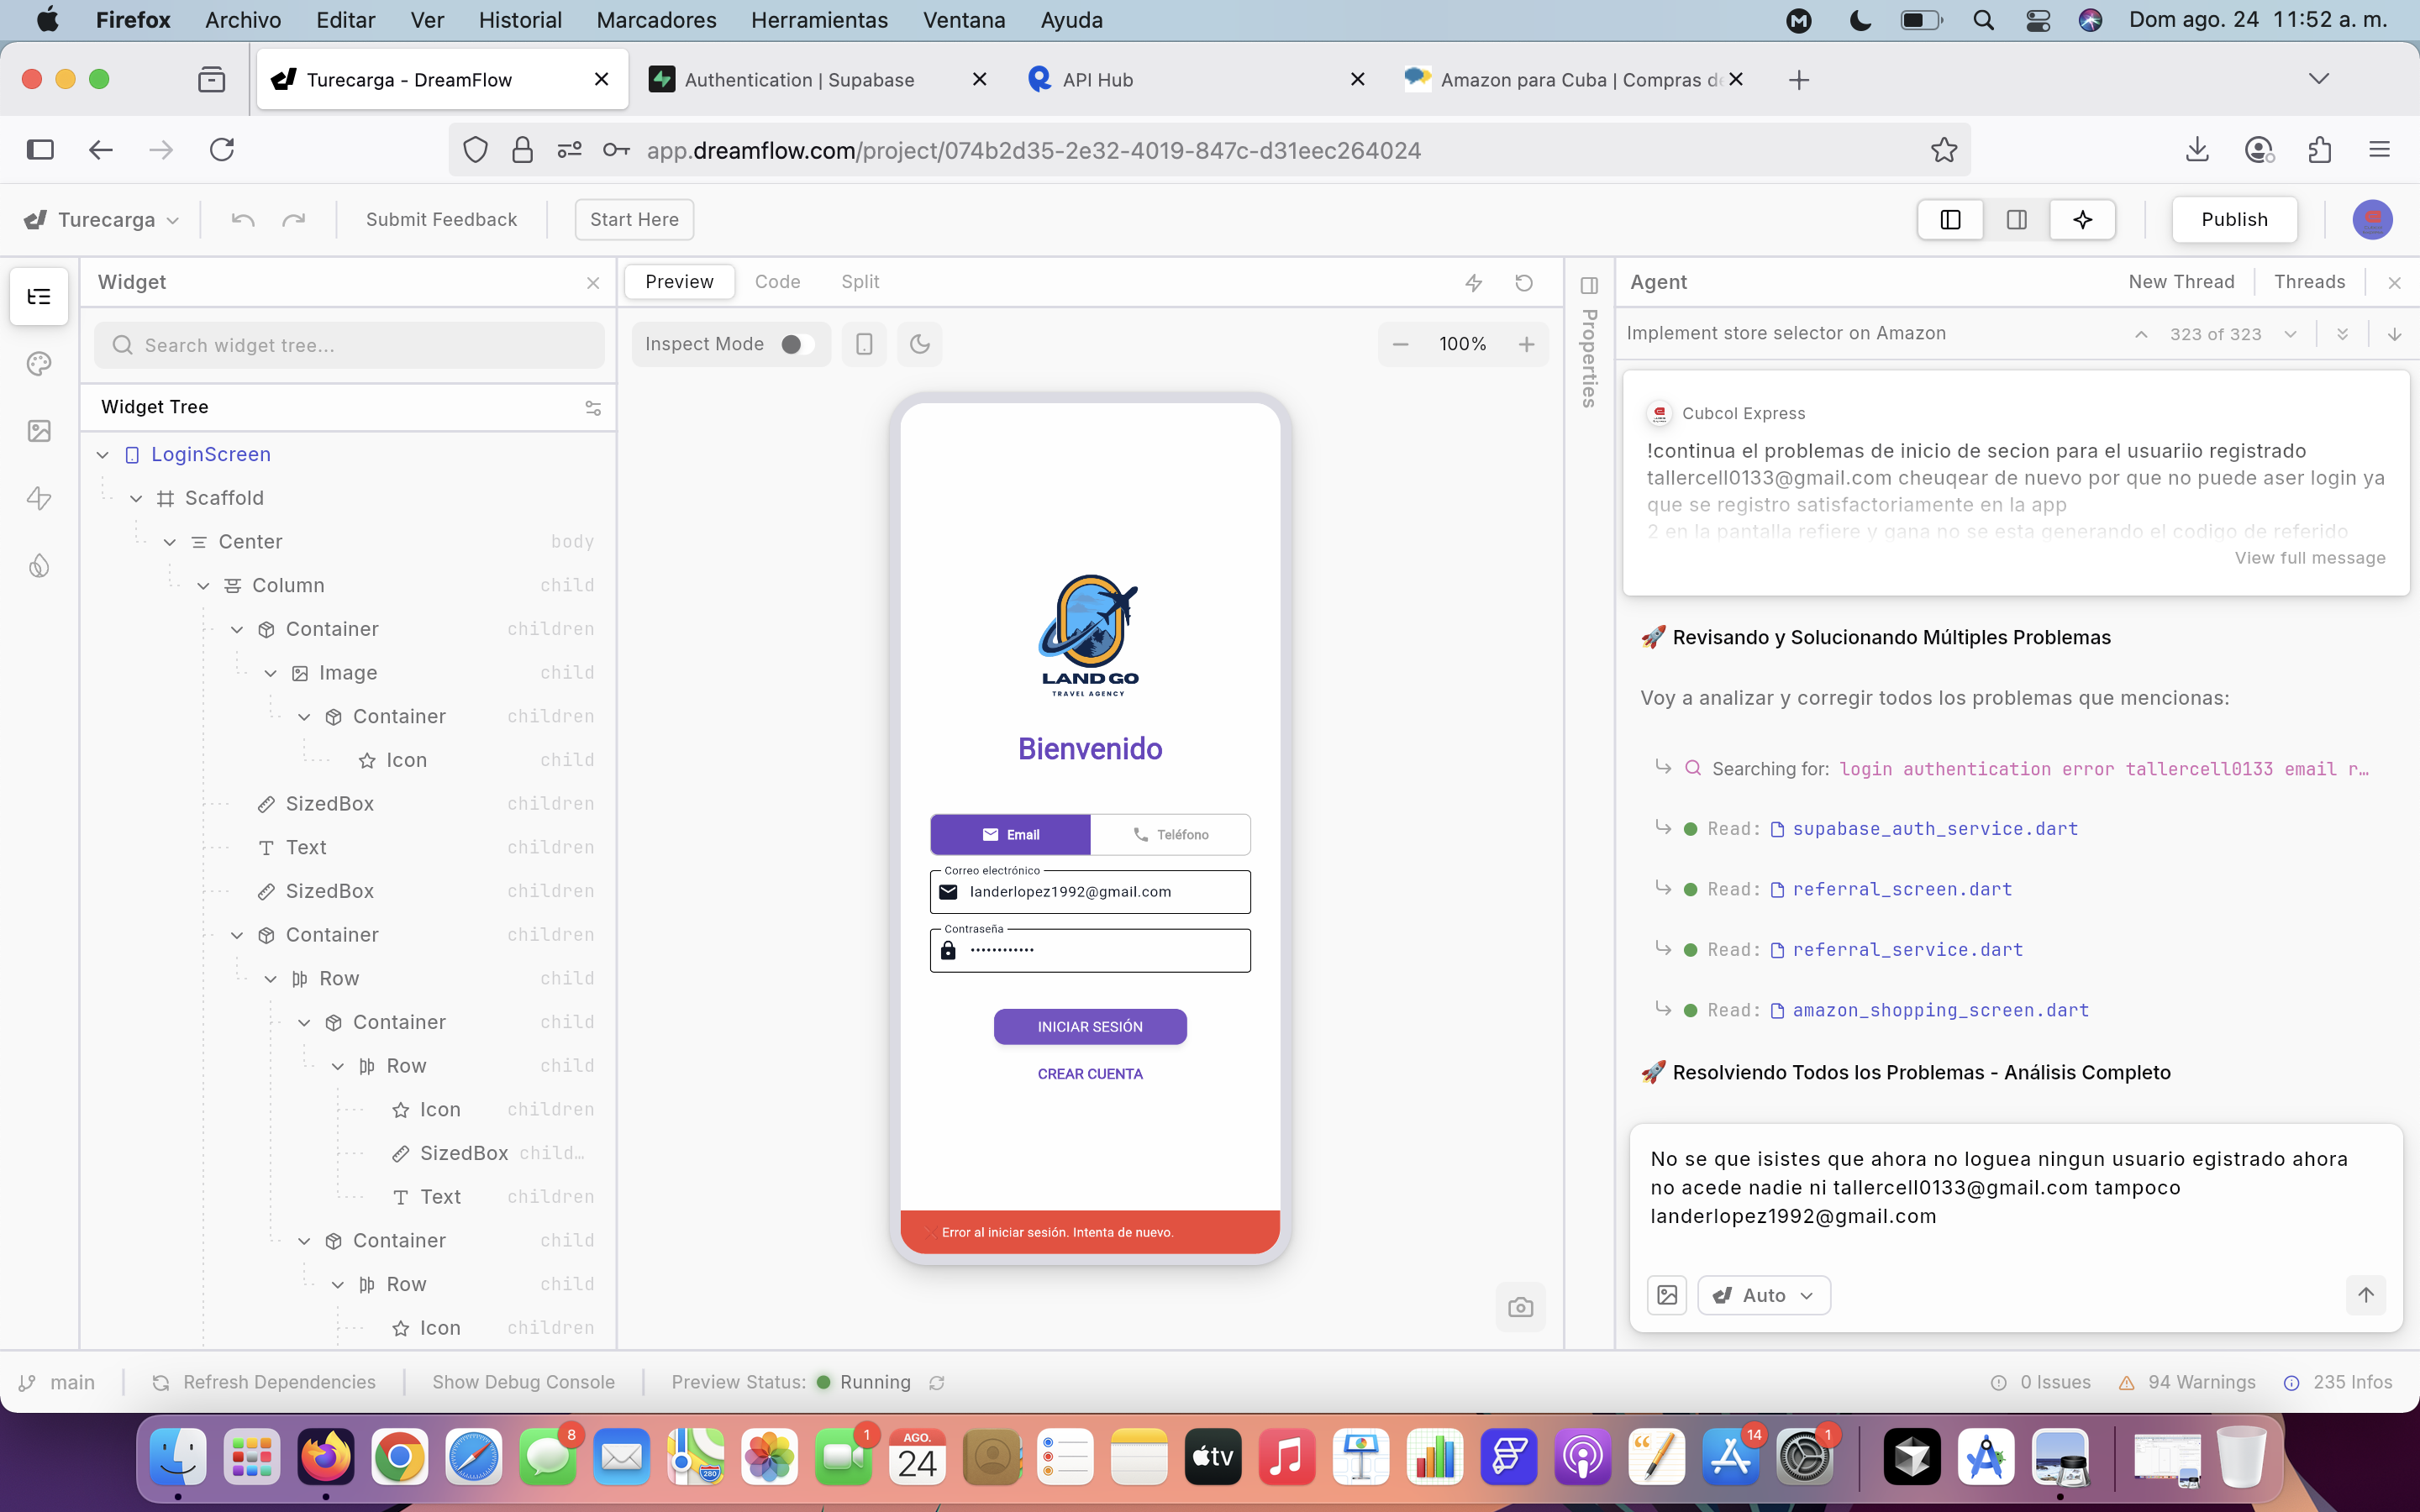 Firefox Archivo Editar Ver Historial Marcadores Herramientas Ventana Ayuda Dom ago. 24 11:52 a. m.
Turecarga - DreamFlow
Authentication | Supabase
API Hub
Amazon para Cuba | Compras de
app.dreamflow.com/project/074b2d35-2e32-4019-847c-d31eec264024
Turecarga Submit Feedback Start Here Publish
Widget
Search widget tree...
Widget Tree
LoginScreen
Scaffold
Center body
Column child
Container children
Image child
Container children
Icon child
SizedBox children
Text children
SizedBox children
Container children
Row child
Container child
Row child
Icon children
SizedBox child...
Text children
Container child
Row child
Icon children
Preview Code Split
Inspect Mode 100%
LAND GO
TRAVEL AGENCY
Bienvenido
Email Teléfono
Correo electrónico
landerlopez1992@gmail.com
Contraseña
••••••••••••
INICIAR SESIÓN
CREAR CUENTA
Error al iniciar sesión. Intenta de nuevo.
Properties
Agent New Thread Threads
Implement store selector on Amazon 323 of 323
Cubcol Express
!continua el problemas de inicio de secion para el usuariio registrado
tallercell0133@gmail.com cheuqear de nuevo por que no puede aser login ya
que se registro satisfactoriamente en la app
2 en la pantalla refiere y gana no se esta generando el codigo de referido
View full message
🚀 Revisando y Solucionando Múltiples Problemas
Voy a analizar y corregir todos los problemas que mencionas:
Searching for: login authentication error tallercell0133 email r…
Read: supabase_auth_service.dart
Read: referral_screen.dart
Read: referral_service.dart
Read: amazon_shopping_screen.dart
🚀 Resolviendo Todos los Problemas - Análisis Completo
No se que isistes que ahora no loguea ningun usuario egistrado ahora
no acede nadie ni tallercell0133@gmail.com tampoco
landerlopez1992@gmail.com
Auto
main Refresh Dependencies Show Debug Console Preview Status: Running 0 Issues 94 Warnings 235 Infos
8
1
AGO.
24
280
tv
14
1